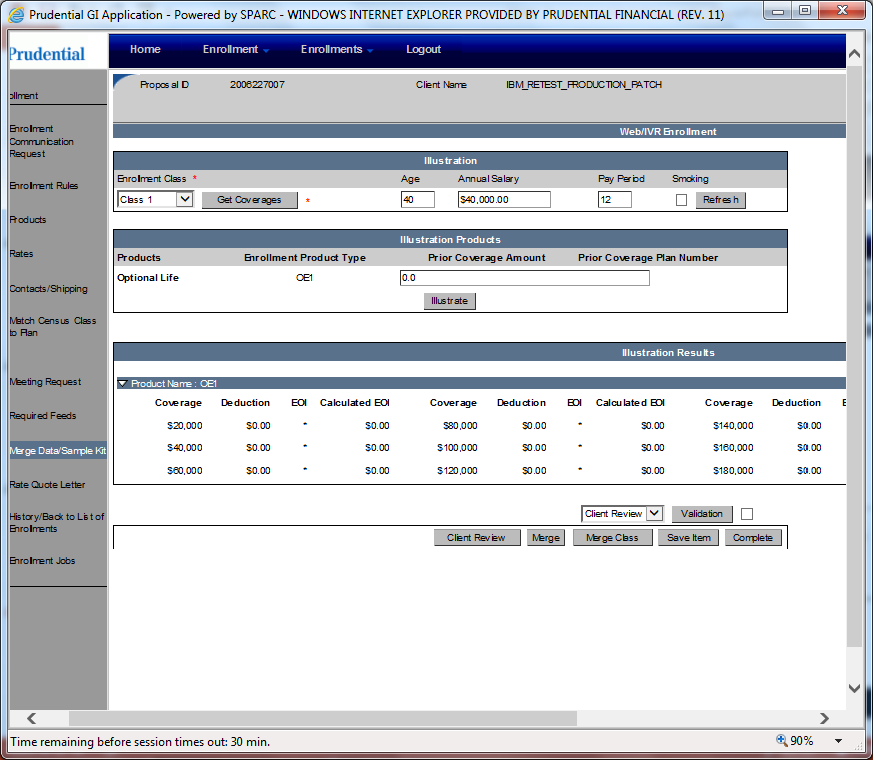 Prudential GI Application - Powered by SPARC - WINDOWS INTERNET EXPLORER PROVIDED BY PRUDENTIAL FINANCIAL (REV. 11)
Prudential
Home Enrollment Enrollments Logout
Proposal ID 2006227007 Client Name IBM_RETEST_PRODUCTION_PATCH
ollment
Enrollment
Communication
Request
Enrollment Rules
Products
Rates
Contacts/Shipping
Match Census Class
to Plan
Meeting Request
Required Feeds
Merge Data/Sample Kit
Rate Quote Letter
History/Back to List of
Enrollments
Enrollment Jobs
Web/IVR Enrollment
Illustration
Enrollment Class * Age Annual Salary Pay Period Smoking
Class 1 Get Coverages * 40 $40,000.00 12 Refresh
Illustration Products
Products Enrollment Product Type Prior Coverage Amount Prior Coverage Plan Number
Optional Life OE1 0.0
Illustrate
Illustration Results
Product Name : OE1
Coverage Deduction EOI Calculated EOI Coverage Deduction EOI Calculated EOI Coverage Deduction E
$20,000 $0.00 * $0.00 $80,000 $0.00 * $0.00 $140,000 $0.00
$40,000 $0.00 * $0.00 $100,000 $0.00 * $0.00 $160,000 $0.00
$60,000 $0.00 * $0.00 $120,000 $0.00 * $0.00 $180,000 $0.00
Client Review Validation
Client Review Merge Merge Class Save Item Complete
Time remaining before session times out: 30 min. 90%